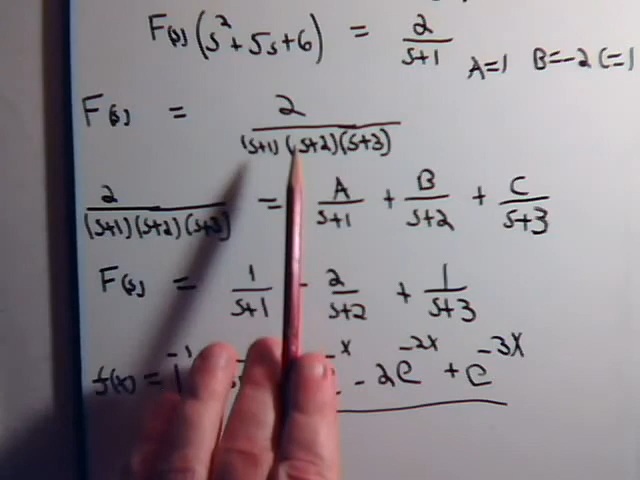 F(s) (s² + 5s + 6) = 2/(s+1) A=1 B=-2 C=1
F(s) = 2/((s+1)(s+2)(s+3))
2/((s+1)(s+2)(s+3)) = A/(s+1) + B/(s+2) + C/(s+3)
F(s) = 1/(s+1) - 2/(s+2) + 1/(s+3)
f(x) = -x - 2e^(-2x) + e^(-3x)